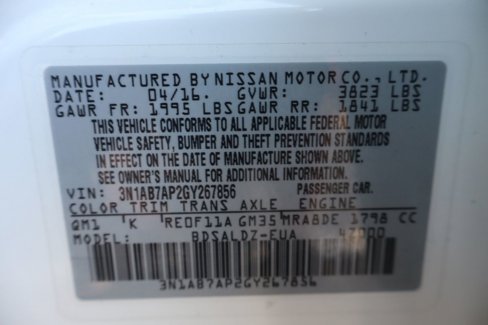 MANUFACTURED BY NISSAN MOTOR CO., LTD.
DATE: 04/16. GVWR: 3823 LBS
GAWR FR: 1995 LBS GAWR RR: 1841 LBS
THIS VEHICLE CONFORMS TO ALL APPLICABLE FEDERAL MOTOR
VEHICLE SAFETY, BUMPER AND THEFT PREVENTION STANDARDS
IN EFFECT ON THE DATE OF MANUFACTURE SHOWN ABOVE.
SEE OWNER'S MANUAL FOR ADDITIONAL INFORMATION.
VIN: 3N1AB7AP2GY267856 PASSENGER CAR.
COLOR TRIM TRANS AXLE ENGINE
GM1 K RE0F11A GM35 MRA8DE 1798 CC
MODEL: BDSALDZ-EUA 47000
3N1AB7AP2GY267856